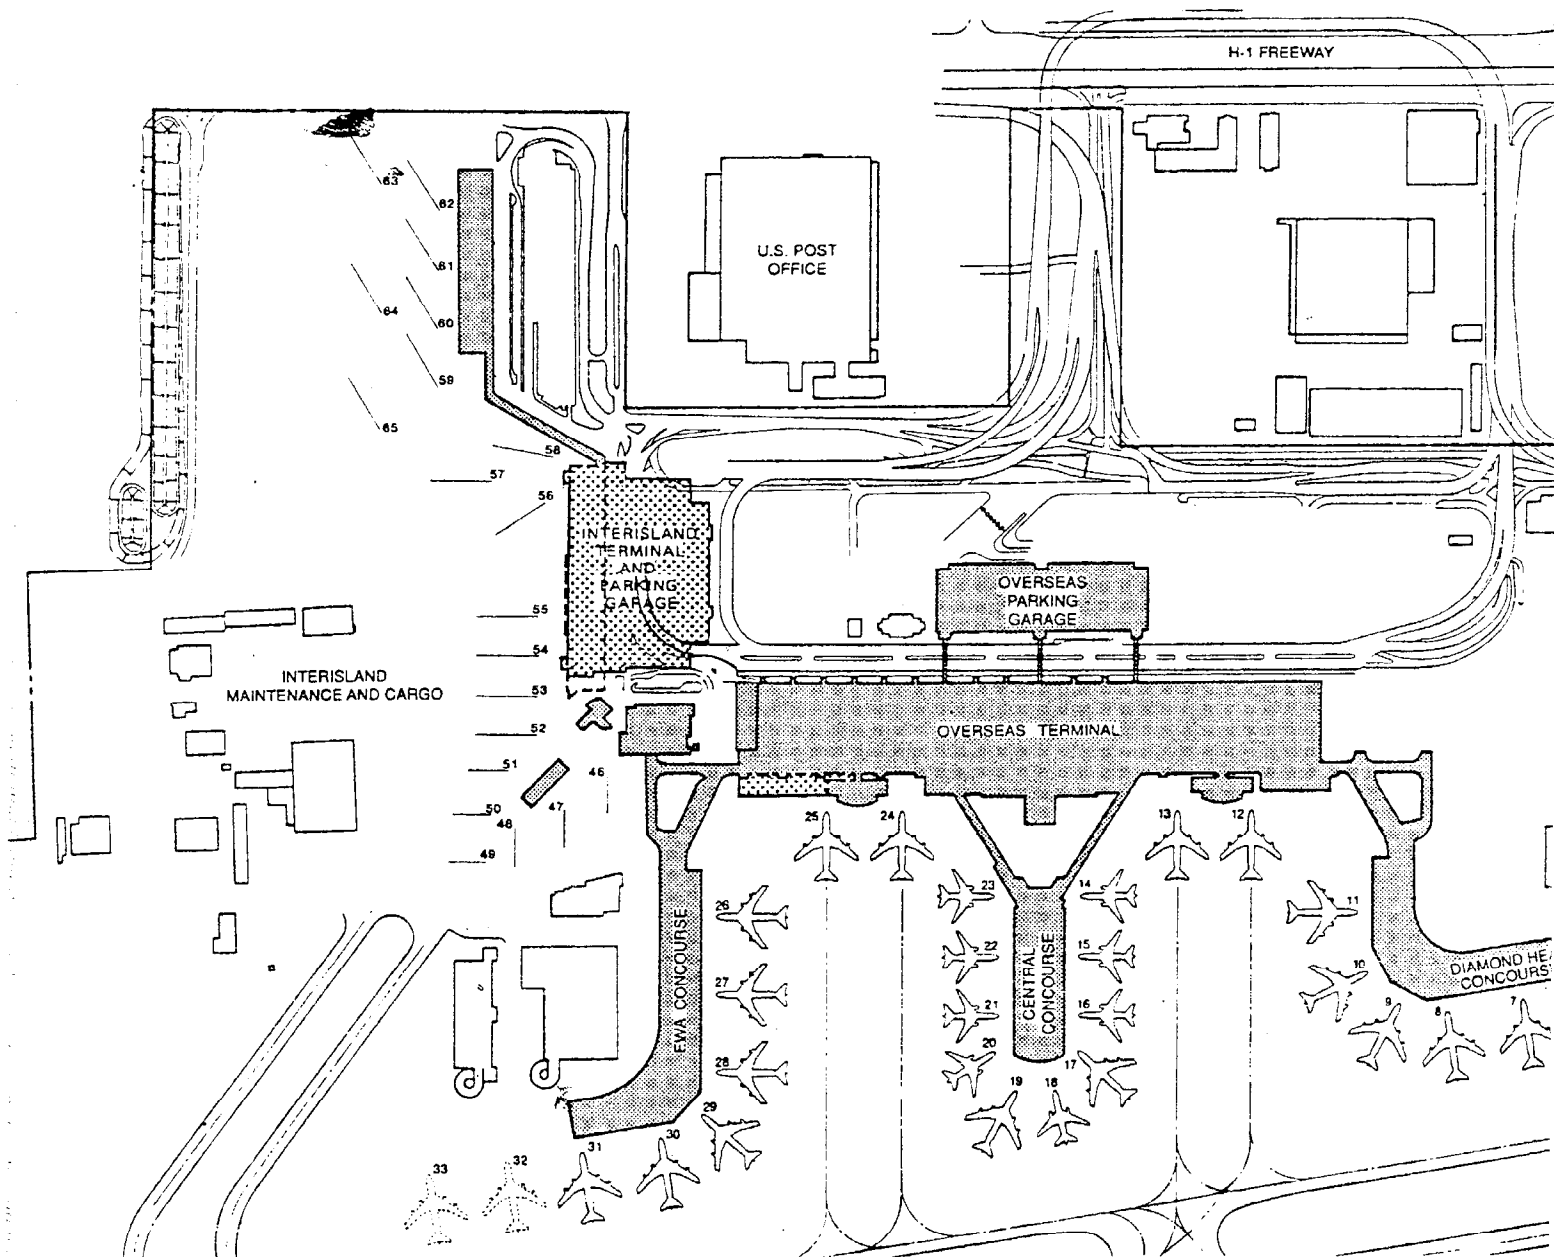 H-1 FREEWAY
63
62
U.S. POST
OFFICE
61
64
60
59
65
58
57
56
INTERISLAND
TERMINAL
AND
PARKING
GARAGE
OVERSEAS
PARKING
GARAGE
55
54
INTERISLAND
MAINTENANCE AND CARGO
53
52
OVERSEAS TERMINAL
51
46
50
47
48
49
25
24
13
12
23
14
26
11
EWA CONCOURSE
22
15
CENTRAL
CONCOURSE
DIAMOND HE
CONCOURS
10
27
21
16
9
8
7
28
20
17
29
19
18
30
31
32
33